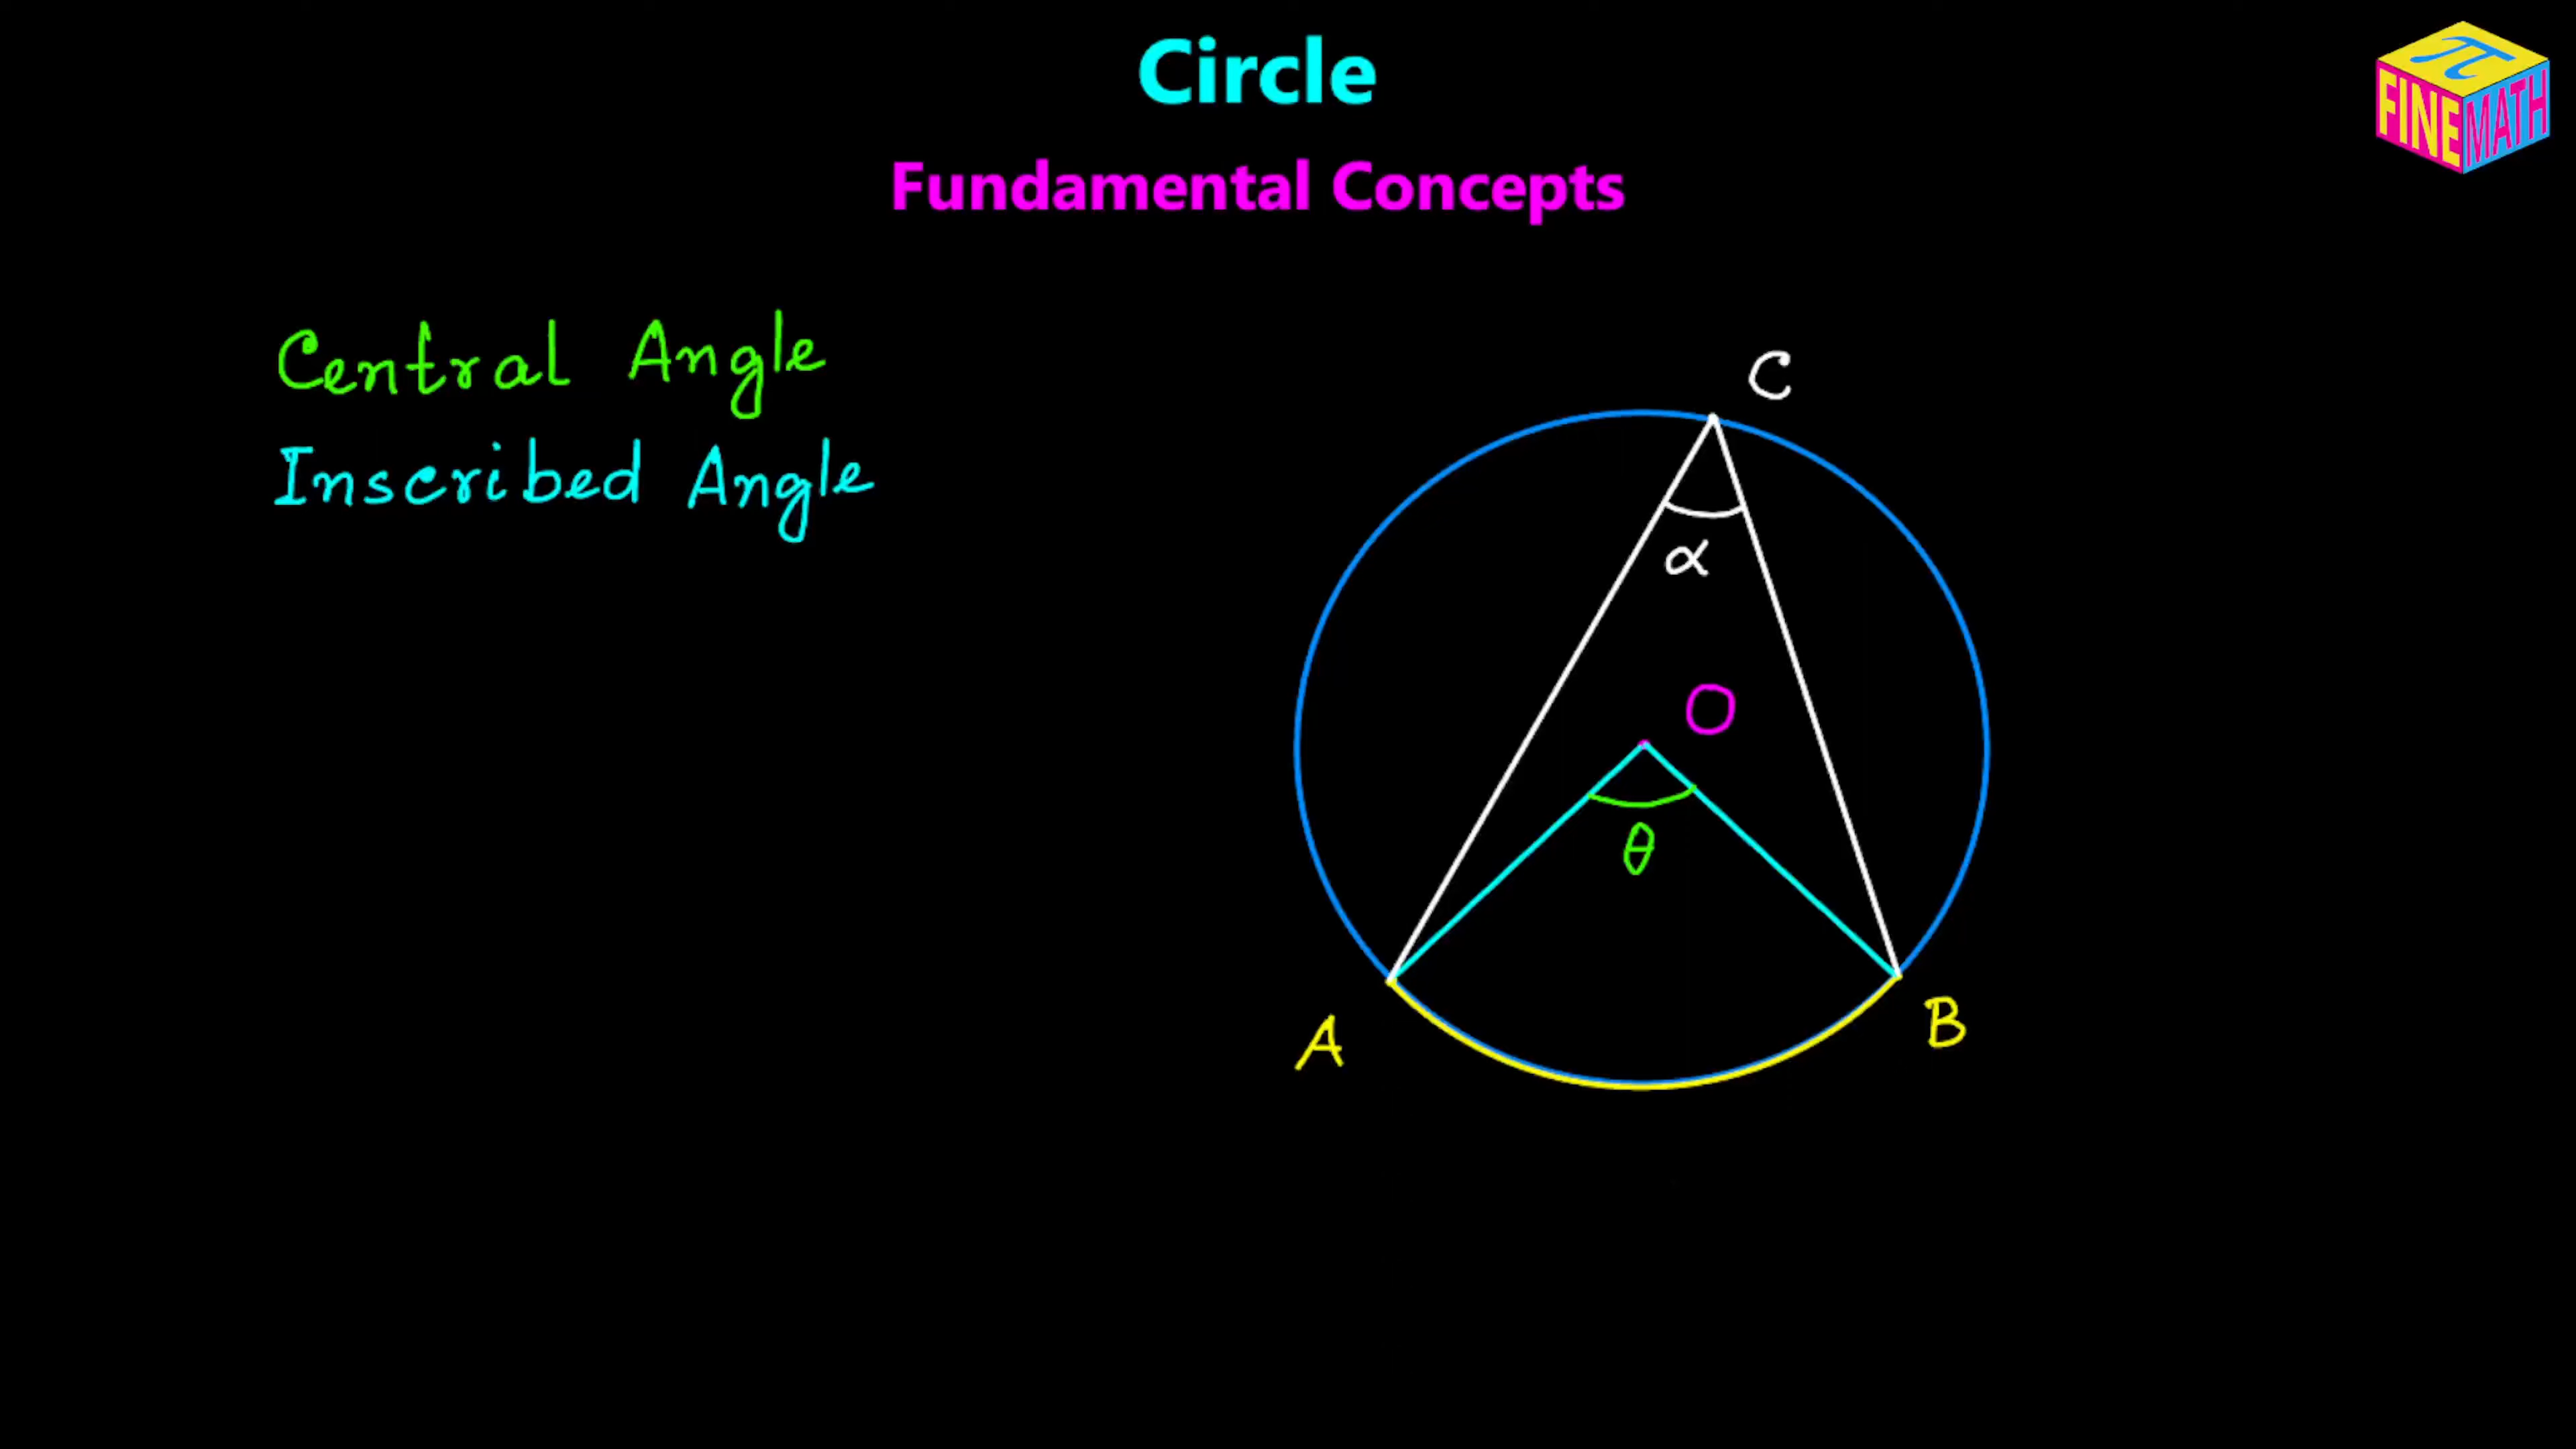 Circle
Fundamental Concepts
π
FINE MATH
Central Angle
Inscribed Angle
C
α
O
θ
A
B